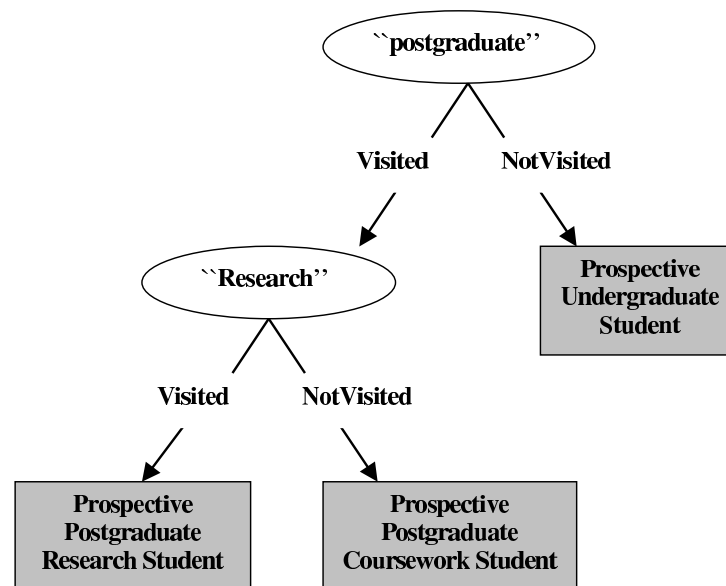 ``postgraduate’’
Visited
NotVisited
``Research’’
Prospective
Undergraduate
Student
Visited
NotVisited
Prospective
Postgraduate
Research Student
Prospective
Postgraduate
Coursework Student